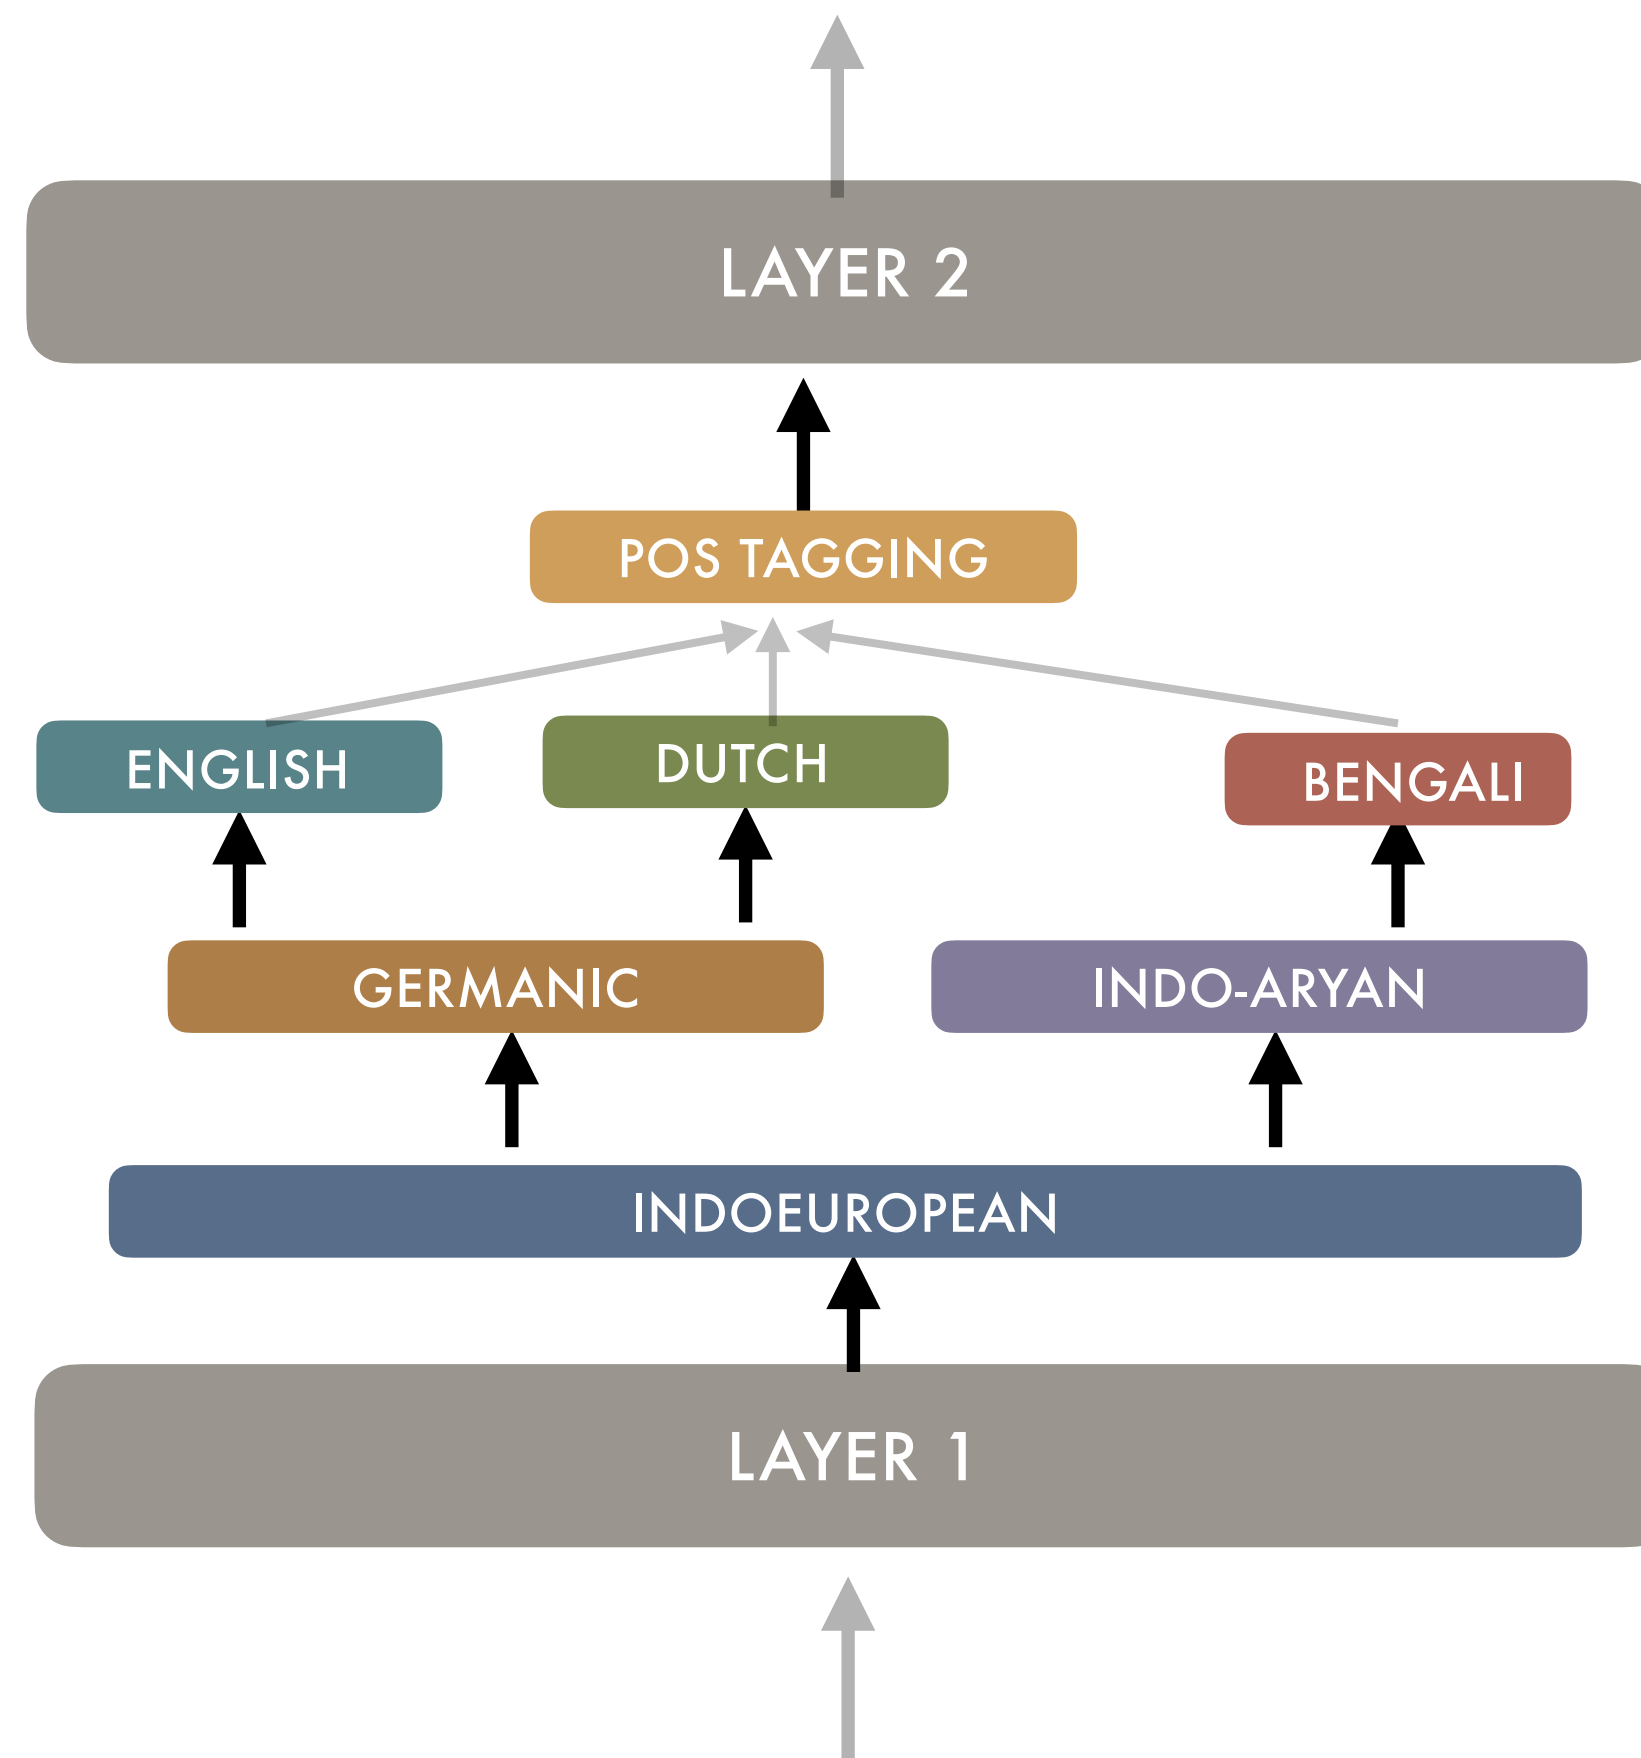 LAYER 2
POS TAGGING
ENGLISH
DUTCH
BENGALI
GERMANIC
INDO-ARYAN
INDOEUROPEAN
LAYER 1